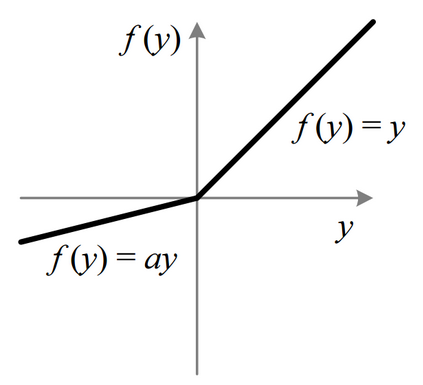 f(y)
f(y) = y
y
f(y) = ay